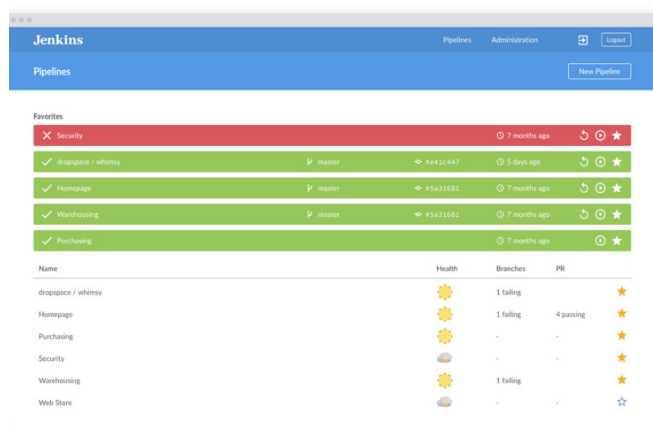 Jenkins Pipelines Administration Logout
Pipelines New Pipeline
Favorites
Security 7 months ago
dropspace / whimsy master #e41c447 5 days ago
Homepage master #5a31681 7 months ago
Warehousing master #5a31681 7 months ago
Purchasing 7 months ago
Name Health Branches PR
dropspace / whimsy 1 failing
Homepage 1 failing 4 passing
Purchasing - -
Security - -
Warehousing 1 failing
Web Store - -